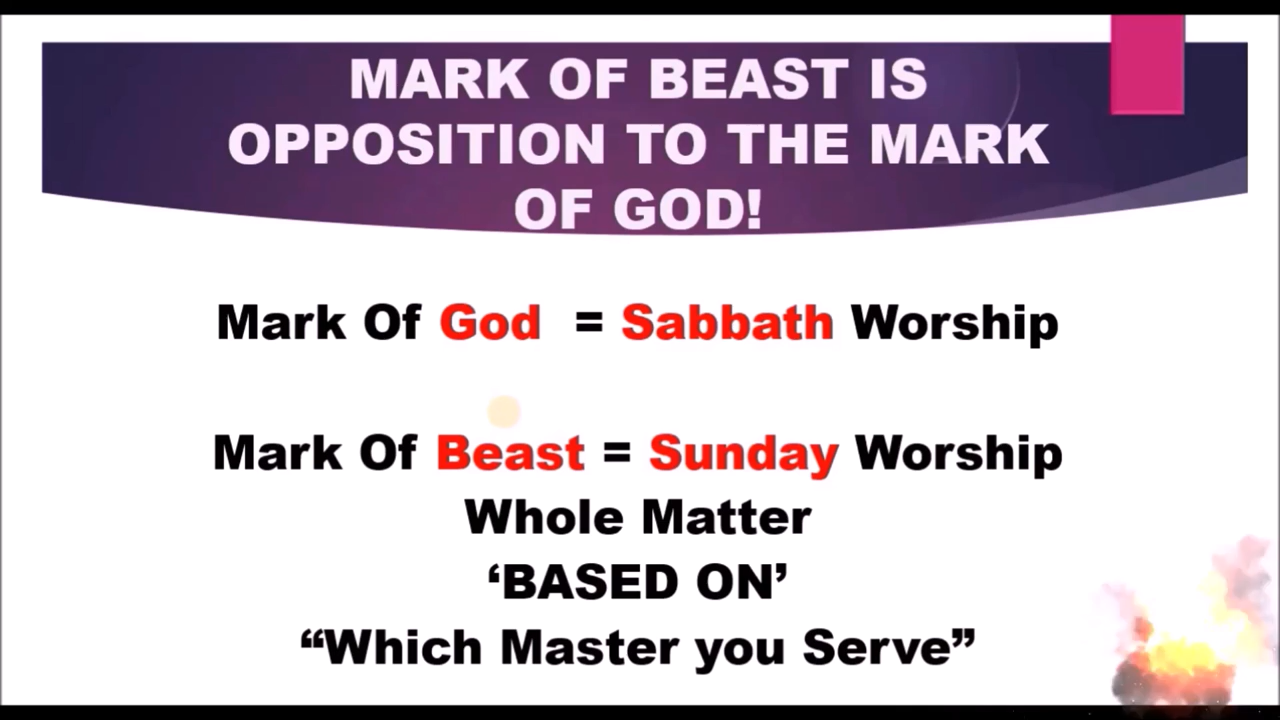 MARK OF BEAST IS
OPPOSITION TO THE MARK
OF GOD!
Mark Of God = Sabbath Worship
Mark Of Beast = Sunday Worship
Whole Matter
‘BASED ON’
“Which Master you Serve”